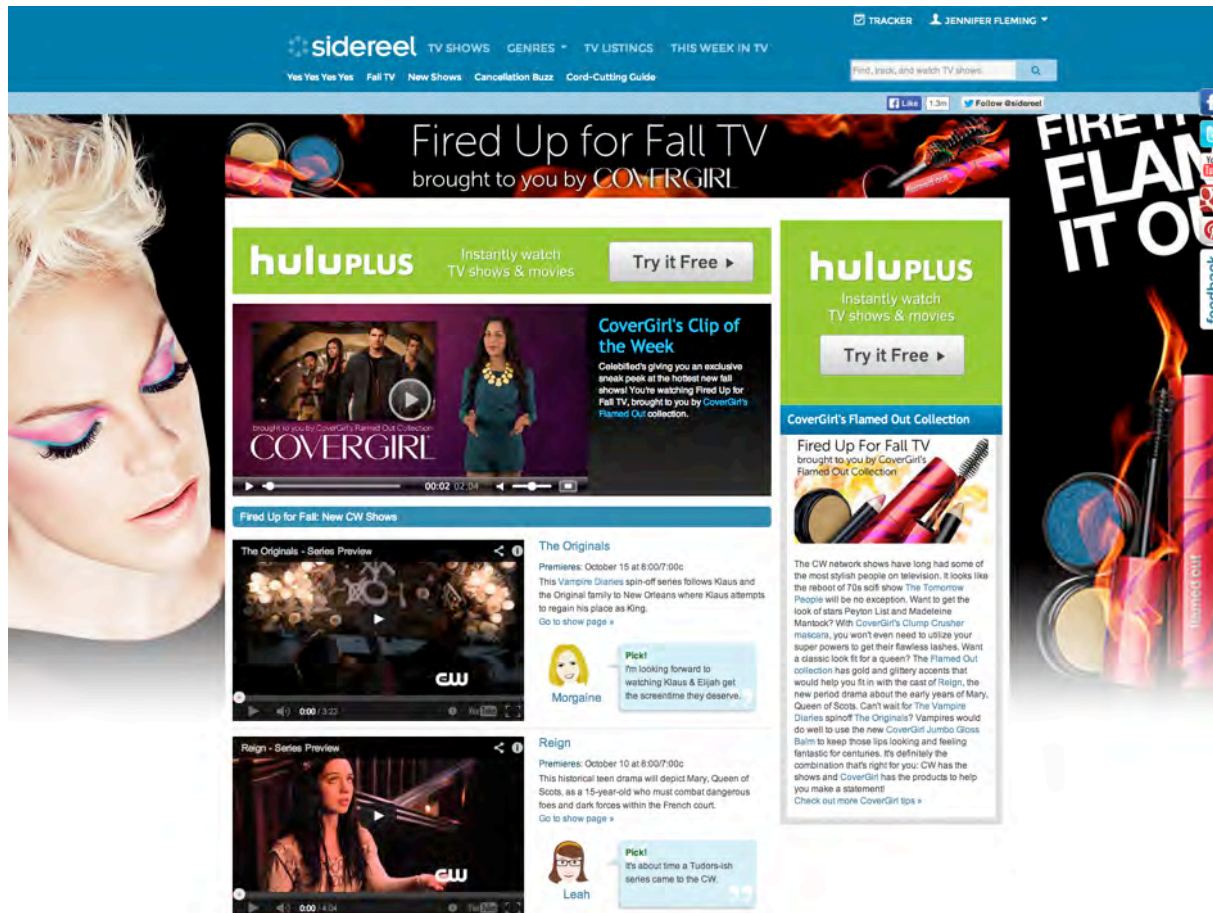 TRACKER JENNIFER FLEMING
sidereel TV SHOWS GENRES TV LISTINGS THIS WEEK IN TV
Yes Yes Yes Yes Fall TV New Shows Cancellation Buzz Cord-Cutting Guide
Find, track, and watch TV shows
Like 1.3m Follow @sidereel
Fired Up for Fall TV
brought to you by COVERGIRL
flamed out
FIRE IT
FLAM
IT OU
You
Tube
feedback
huluPLUS
Instantly watch
TV shows & movies
Try it Free
huluPLUS
Instantly watch
TV shows & movies
Try it Free
CoverGirl's Clip of
the Week
Celebified's giving you an exclusive
sneak peek at the hottest new fall
shows! You're watching Fired Up for
Fall TV, brought to you by CoverGirl's
Flamed Out collection.
brought to you by CoverGirl's Flamed Out Collection
COVERGIRL
00:02 02:04
Fired Up for Fall: New CW Shows
The Originals - Series Preview
CW
0:00 / 3:23 YouTube
The Originals
Premieres: October 15 at 8:00/7:00c
This Vampire Diaries spin-off series follows Klaus and
the Original family to New Orleans where Klaus attempts
to regain his place as King.
Go to show page »
Morgaine
Pick!
I'm looking forward to
watching Klaus & Elijah get
the screentime they deserve.
Reign - Series Preview
CW
0:00 / 4:04 YouTube
Reign
Premieres: October 10 at 8:00/7:00c
This historical teen drama will depict Mary, Queen of
Scots, as a 15-year-old who must combat dangerous
foes and dark forces within the French court.
Go to show page »
Leah
Pick!
It's about time a Tudors-ish
series came to the CW.
CoverGirl's Flamed Out Collection
Fired Up For Fall TV
brought to you by CoverGirl's
Flamed Out Collection
The CW network shows have long had some of
the most stylish people on television. It looks like
the reboot of 70s scifi show The Tomorrow
People will be no exception. Want to get the
look of stars Peyton List and Madeleine
Mantock? With CoverGirl's Clump Crusher
mascara, you won't even need to utilize your
super powers to get their flawless lashes. Want
a classic look fit for a queen? The Flamed Out
collection has gold and glittery accents that
would help you fit in with the cast of Reign, the
new period drama about the early years of Mary,
Queen of Scots. Can't wait for The Vampire
Diaries spinoff The Originals? Vampires would
do well to use the new CoverGirl Jumbo Gloss
Balm to keep those lips looking and feeling
fantastic for centuries. It's definitely the
combination that's right for you: CW has the
shows and CoverGirl has the products to help
you make a statement!
Check out more CoverGirl tips »
flamed out